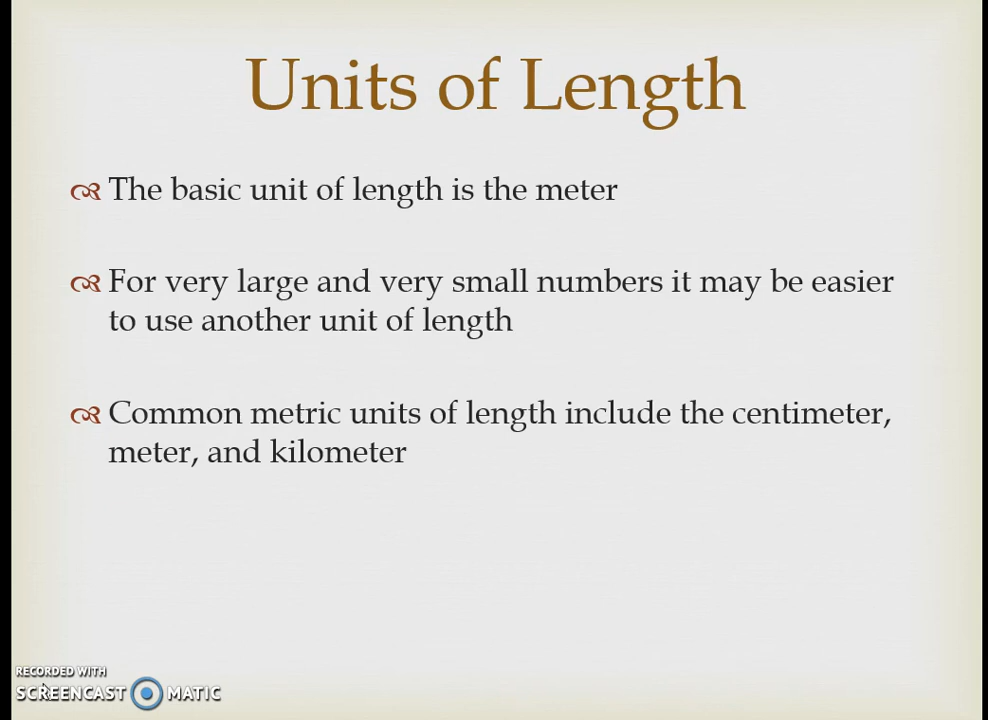 Units of Length
The basic unit of length is the meter
For very large and very small numbers it may be easier
to use another unit of length
Common metric units of length include the centimeter,
meter, and kilometer
RECORDED WITH
SCREENCAST MATIC